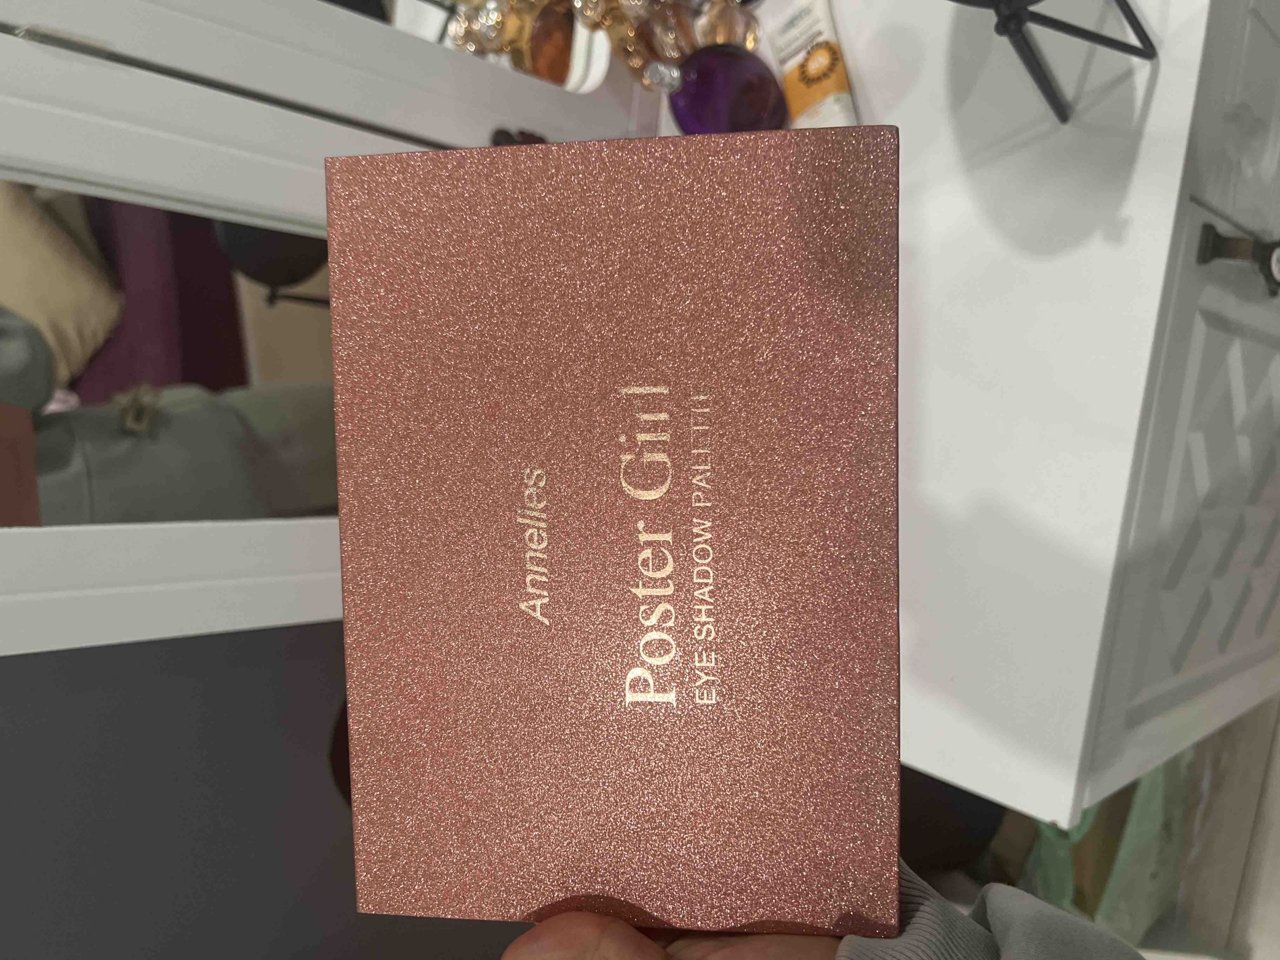 Annelies
Poster Girl
EYE SHADOW PALETTE